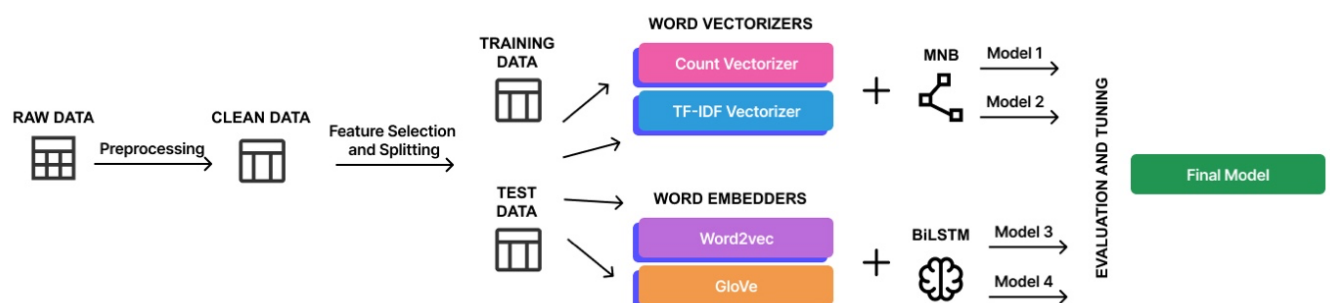 RAW DATA
Preprocessing
CLEAN DATA
Feature Selection
and Splitting
TRAINING
DATA
TEST
DATA
WORD VECTORIZERS
Count Vectorizer
TF-IDF Vectorizer
WORD EMBEDDERS
Word2vec
GloVe
+
MNB
Model 1
Model 2
+
BiLSTM
Model 3
Model 4
EVALUATION AND TUNING
Final Model